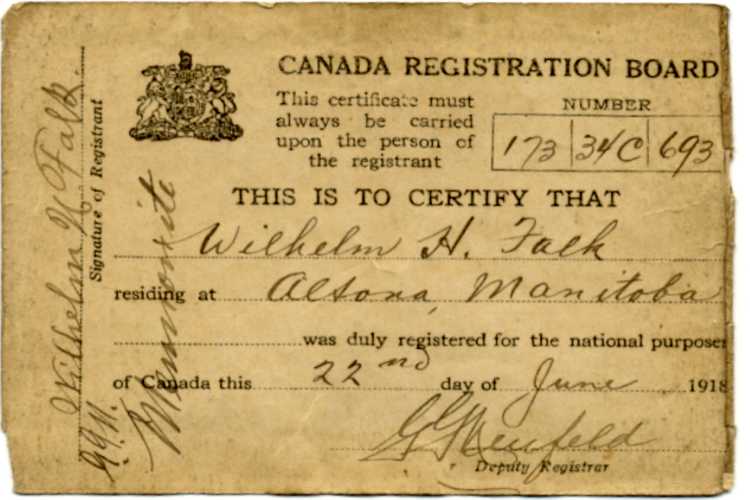 CANADA REGISTRATION BOARD
This certificate must
always be carried
upon the person of
the registrant
NUMBER
173 34C 693
THIS IS TO CERTIFY THAT
Wilhelm H. Falk
residing at Altona, Manitoba
was duly registered for the national purposes
of Canada this 22nd day of June 1918
G G Neufeld
Deputy Registrar
Mennonite
Signature of Registrant
Wilhelm H Falk
G.G.N.